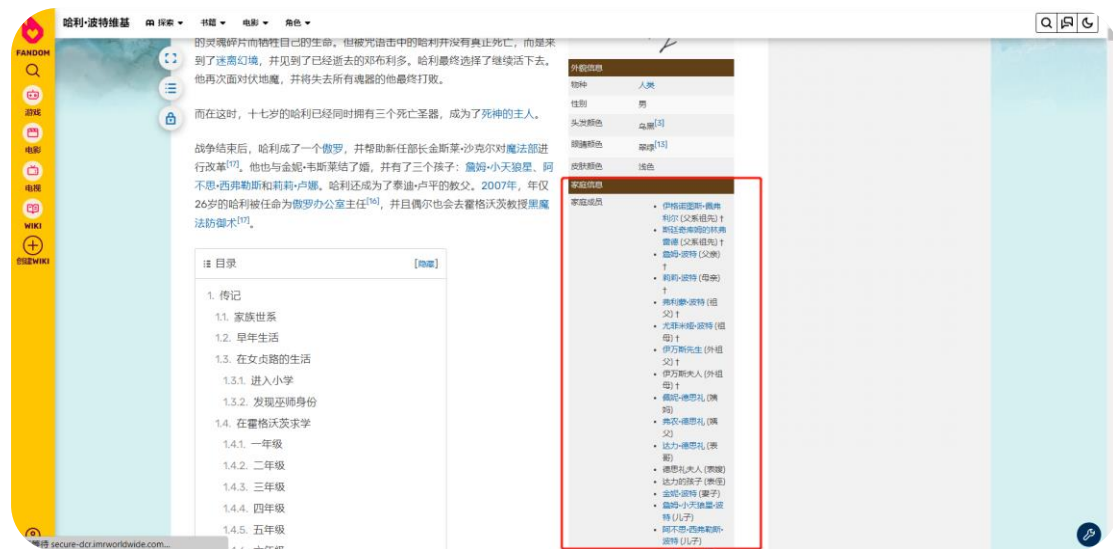 哈利·波特维基
探索
书籍
电影
角色
FANDOM
游戏
电影
电视
WIKI
创建WIKI
的灵魂碎片而牺牲自己的生命。但被咒语击中的哈利并没有真正死亡，而是来
到了迷离幻境，并见到了已经逝去的邓布利多。哈利最终选择了继续活下去。
他再次面对伏地魔，并将失去所有魂器的他最终打败。
而在这时，十七岁的哈利已经同时拥有三个死亡圣器，成为了死神的主人。
战争结束后，哈利成了一个傲罗，并帮助新任部长金斯莱·沙克尔对魔法部进
行改革[17]。他也与金妮·韦斯莱结了婚，并有了三个孩子：詹姆·小天狼星、阿
不思·西弗勒斯和莉莉·卢娜。哈利还成为了泰迪·卢平的教父。2007年，年仅
26岁的哈利被任命为傲罗办公室主任[16]，并且偶尔也会去霍格沃茨教授黑魔
法防御术[17]。
目录 [隐藏]
1. 传记
1.1. 家族世系
1.2. 早年生活
1.3. 在女贞路的生活
1.3.1. 进入小学
1.3.2. 发现巫师身份
1.4. 在霍格沃茨求学
1.4.1. 一年级
1.4.2. 二年级
1.4.3. 三年级
1.4.4. 四年级
1.4.5. 五年级
外貌信息
物种 人类
性别 男
头发颜色 乌黑[3]
眼睛颜色 翠绿[13]
皮肤颜色 浅色
家庭信息
家庭成员
伊格诺图斯·佩弗
利尔 (父系祖先) †
斯廷奇库姆的林弗
雷德 (父系祖先) †
詹姆·波特 (父亲)
†
莉莉·波特 (母亲)
†
弗利蒙·波特 (祖
父) †
尤菲米娅·波特 (祖
母) †
伊万斯先生 (外祖
父) †
伊万斯夫人 (外祖
母) †
佩妮·德思礼 (姨
妈)
弗农·德思礼 (姨
父)
达力·德思礼 (表
哥)
德思礼夫人 (表嫂)
达力的孩子 (表侄)
金妮·波特 (妻子)
詹姆·小天狼星·波
特 (儿子)
阿不思·西弗勒斯·
波特 (儿子)
等待 secure-dcr.imrworldwide.com...